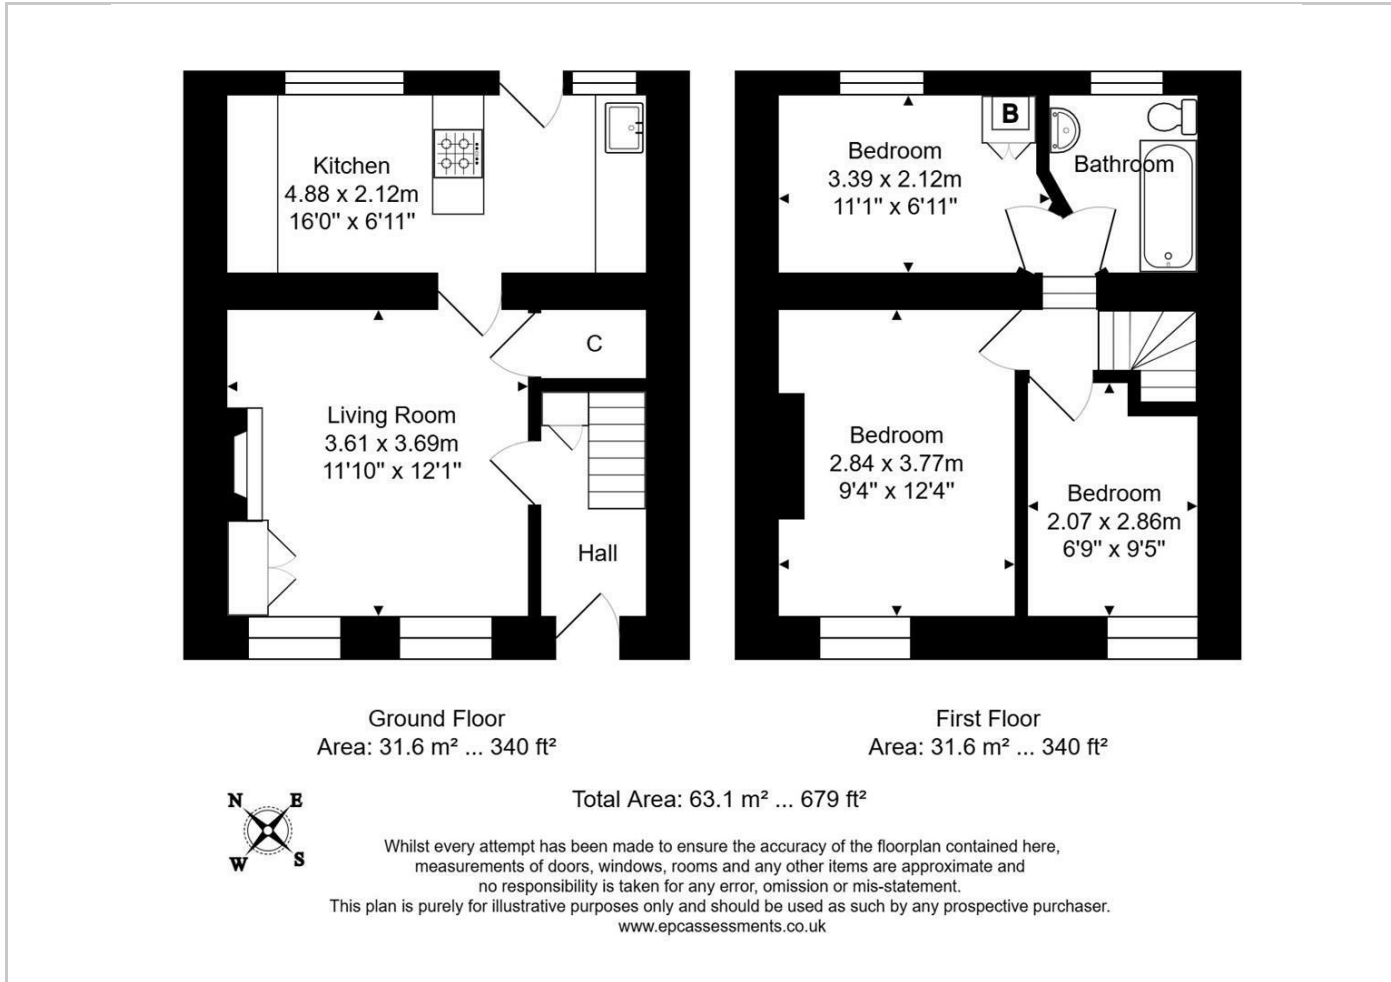 Kitchen
4.88 x 2.12m
16'0" x 6'11"
C
Living Room
3.61 x 3.69m
11'10" x 12'1"
Hall
Ground Floor
Area: 31.6 m² ... 340 ft²
B
Bedroom
3.39 x 2.12m
11'1" x 6'11"
Bathroom
Bedroom
2.84 x 3.77m
9'4" x 12'4"
Bedroom
2.07 x 2.86m
6'9" x 9'5"
First Floor
Area: 31.6 m² ... 340 ft²
N E
W S
Total Area: 63.1 m² ... 679 ft²
Whilst every attempt has been made to ensure the accuracy of the floorplan contained here,
measurements of doors, windows, rooms and any other items are approximate and
no responsibility is taken for any error, omission or mis-statement.
This plan is purely for illustrative purposes only and should be used as such by any prospective purchaser.
www.epcassessments.co.uk